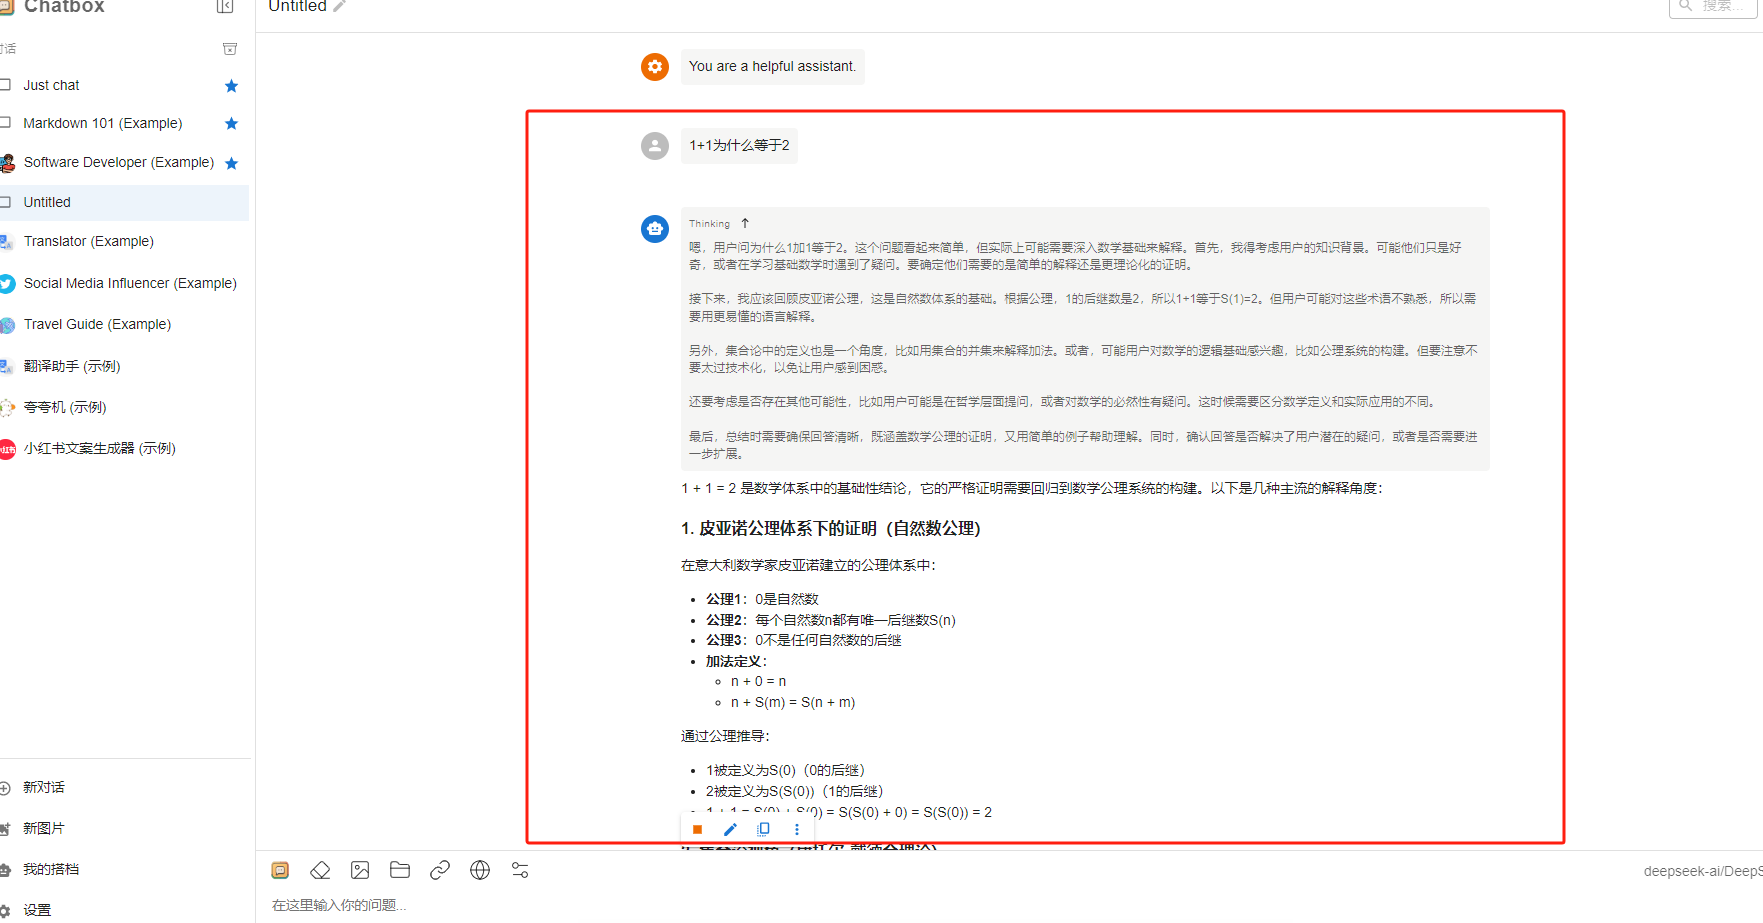 Chatbox
Untitled
搜索...
对话
Just chat
Markdown 101 (Example)
Software Developer (Example)
Untitled
Translator (Example)
Social Media Influencer (Example)
Travel Guide (Example)
翻译助手 (示例)
夸夸机 (示例)
小红书文案生成器 (示例)
新对话
新图片
我的搭档
设置
You are a helpful assistant.
1+1为什么等于2
Thinking
嗯，用户问为什么1加1等于2。这个问题看起来简单，但实际上可能需要深入数学基础来解释。首先，我得考虑用户的知识背景。可能他们只是好
奇，或者在学习基础数学时遇到了疑问。要确定他们需要的是简单的解释还是更理论化的证明。
接下来，我应该回顾皮亚诺公理，这是自然数体系的基础。根据公理，1的后继数是2，所以1+1等于S(1)=2。但用户可能对这些术语不熟悉，所以需
要用更易懂的语言解释。
另外，集合论中的定义也是一个角度，比如用集合的并集来解释加法。或者，可能用户对数学的逻辑基础感兴趣，比如公理系统的构建。但要注意不
要太过技术化，以免让用户感到困惑。
还要考虑是否存在其他可能性，比如用户可能是在哲学层面提问，或者对数学的必然性有疑问。这时候需要区分数学定义和实际应用的不同。
最后，总结时需要确保回答清晰，既涵盖数学公理的证明，又用简单的例子帮助理解。同时，确认回答是否解决了用户潜在的疑问，或者是否需要进
一步扩展。
1 + 1 = 2 是数学体系中的基础性结论，它的严格证明需要回归到数学公理系统的构建。以下是几种主流的解释角度：
1. 皮亚诺公理体系下的证明（自然数公理）
在意大利数学家皮亚诺建立的公理体系中：
公理1：0是自然数
公理2：每个自然数n都有唯一后继数S(n)
公理3：0不是任何自然数的后继
加法定义：
n + 0 = n
n + S(m) = S(n + m)
通过公理推导：
1被定义为S(0)（0的后继）
2被定义为S(S(0))（1的后继）
1 + 1 = S(0) + S(0) = S(S(0) + 0) = S(S(0)) = 2
在这里输入你的问题...
deepseek-ai/DeepS